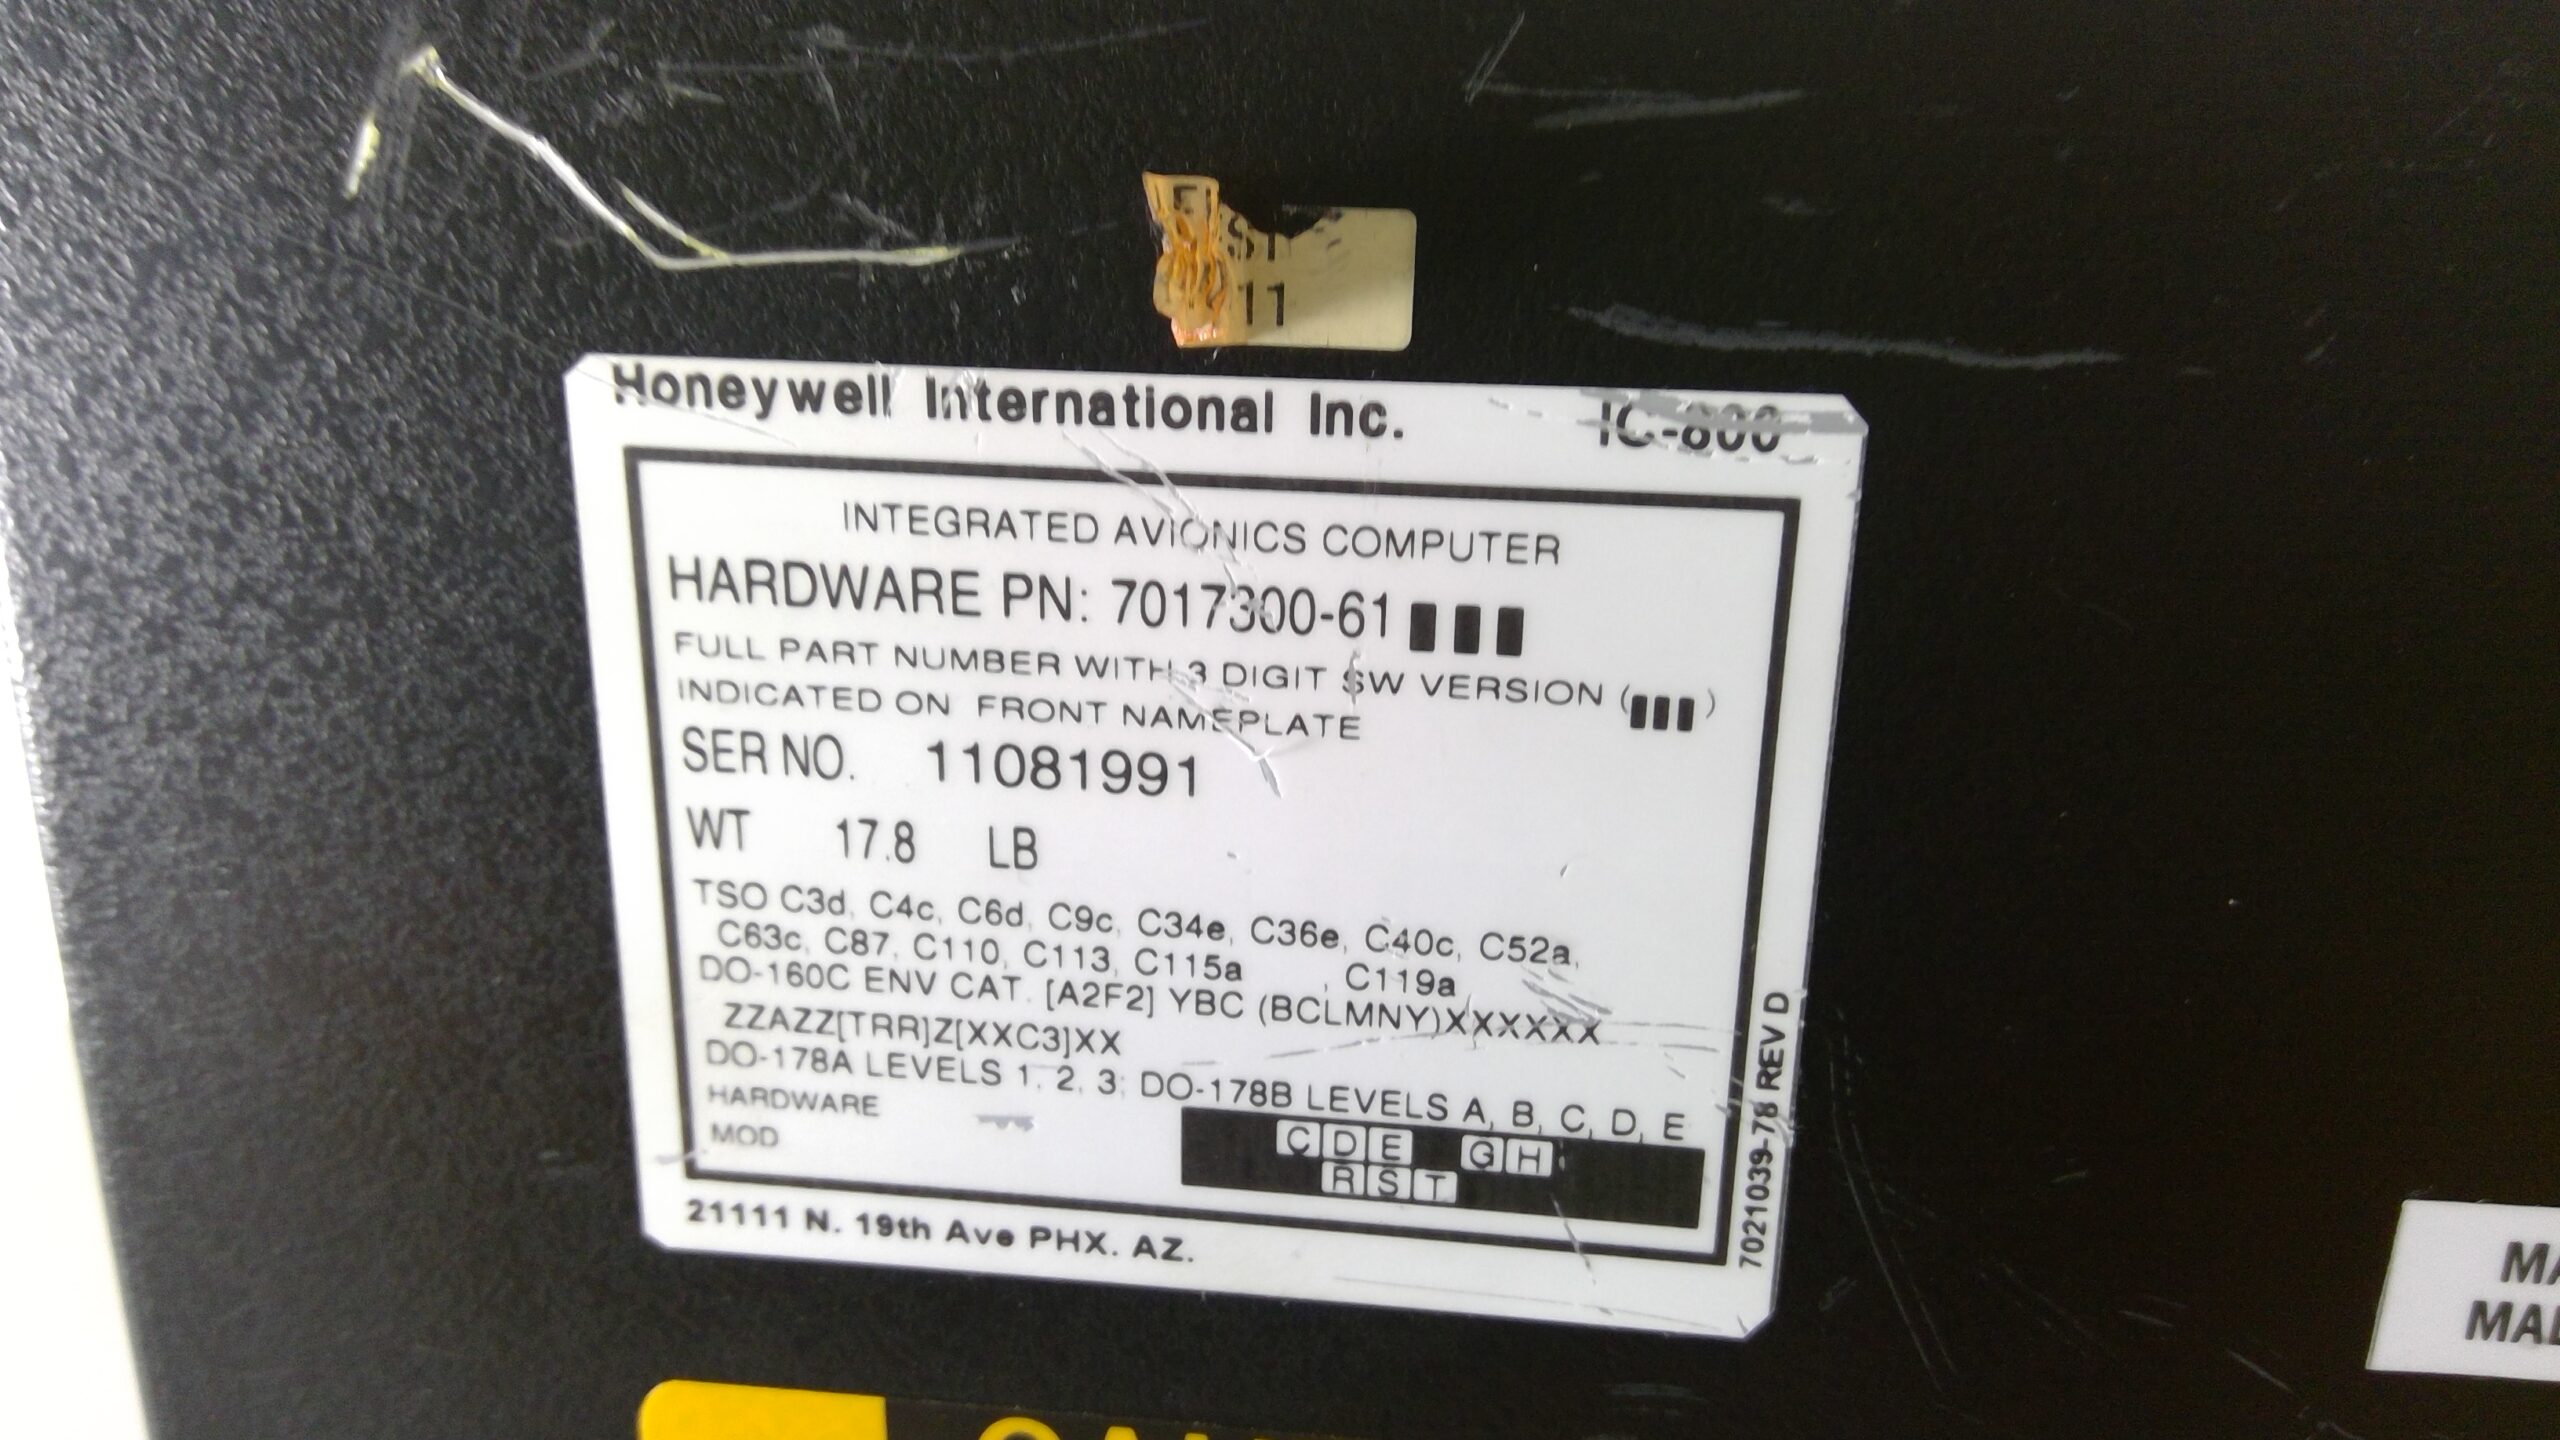 11
Honeywell International Inc. IC-800
INTEGRATED AVIONICS COMPUTER
HARDWARE PN: 7017300-61
FULL PART NUMBER WITH 3 DIGIT SW VERSION ( )
INDICATED ON FRONT NAMEPLATE
SER NO. 11081991
WT 17.8 LB
TSO C3d, C4c, C6d, C9c, C34e, C36e, C40c, C52a,
C63c, C87, C110, C113, C115a , C119a
DO-160C ENV CAT. [A2F2] YBC (BCLMNY)XXXXXX
ZZAZZ[TRR]Z[XXC3]XX
DO-178A LEVELS 1, 2, 3; DO-178B LEVELS A, B, C, D, E
HARDWARE
MOD
C D E G H
R S T
21111 N. 19th Ave PHX. AZ.
7021039-78 REV D